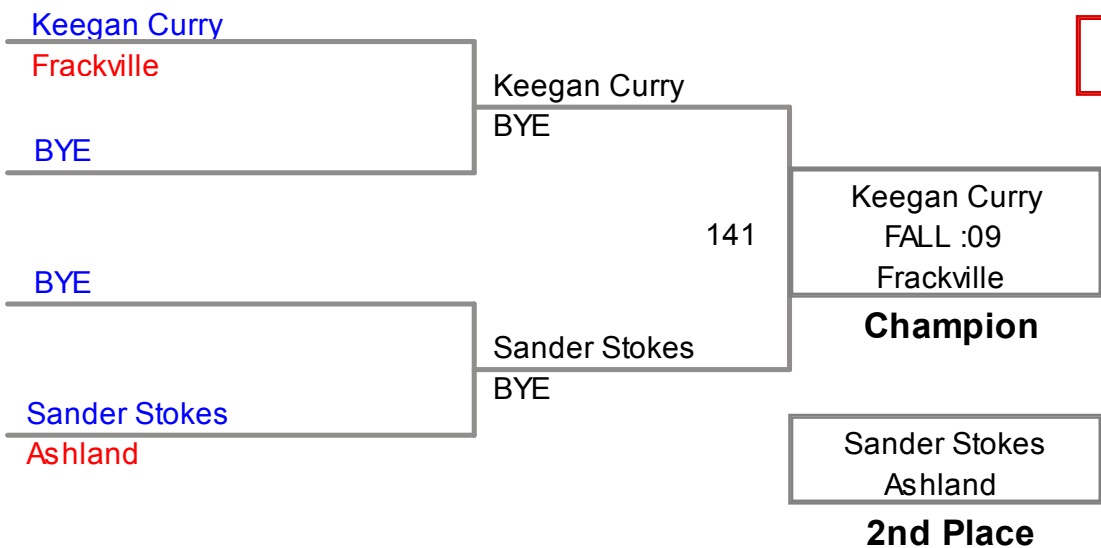 Keegan Curry
Frackville
BYE
BYE
Sander Stokes
Ashland
Keegan Curry
BYE
141
Sander Stokes
BYE
Keegan Curry
FALL :09
Frackville
Champion
Sander Stokes
Ashland
2nd Place